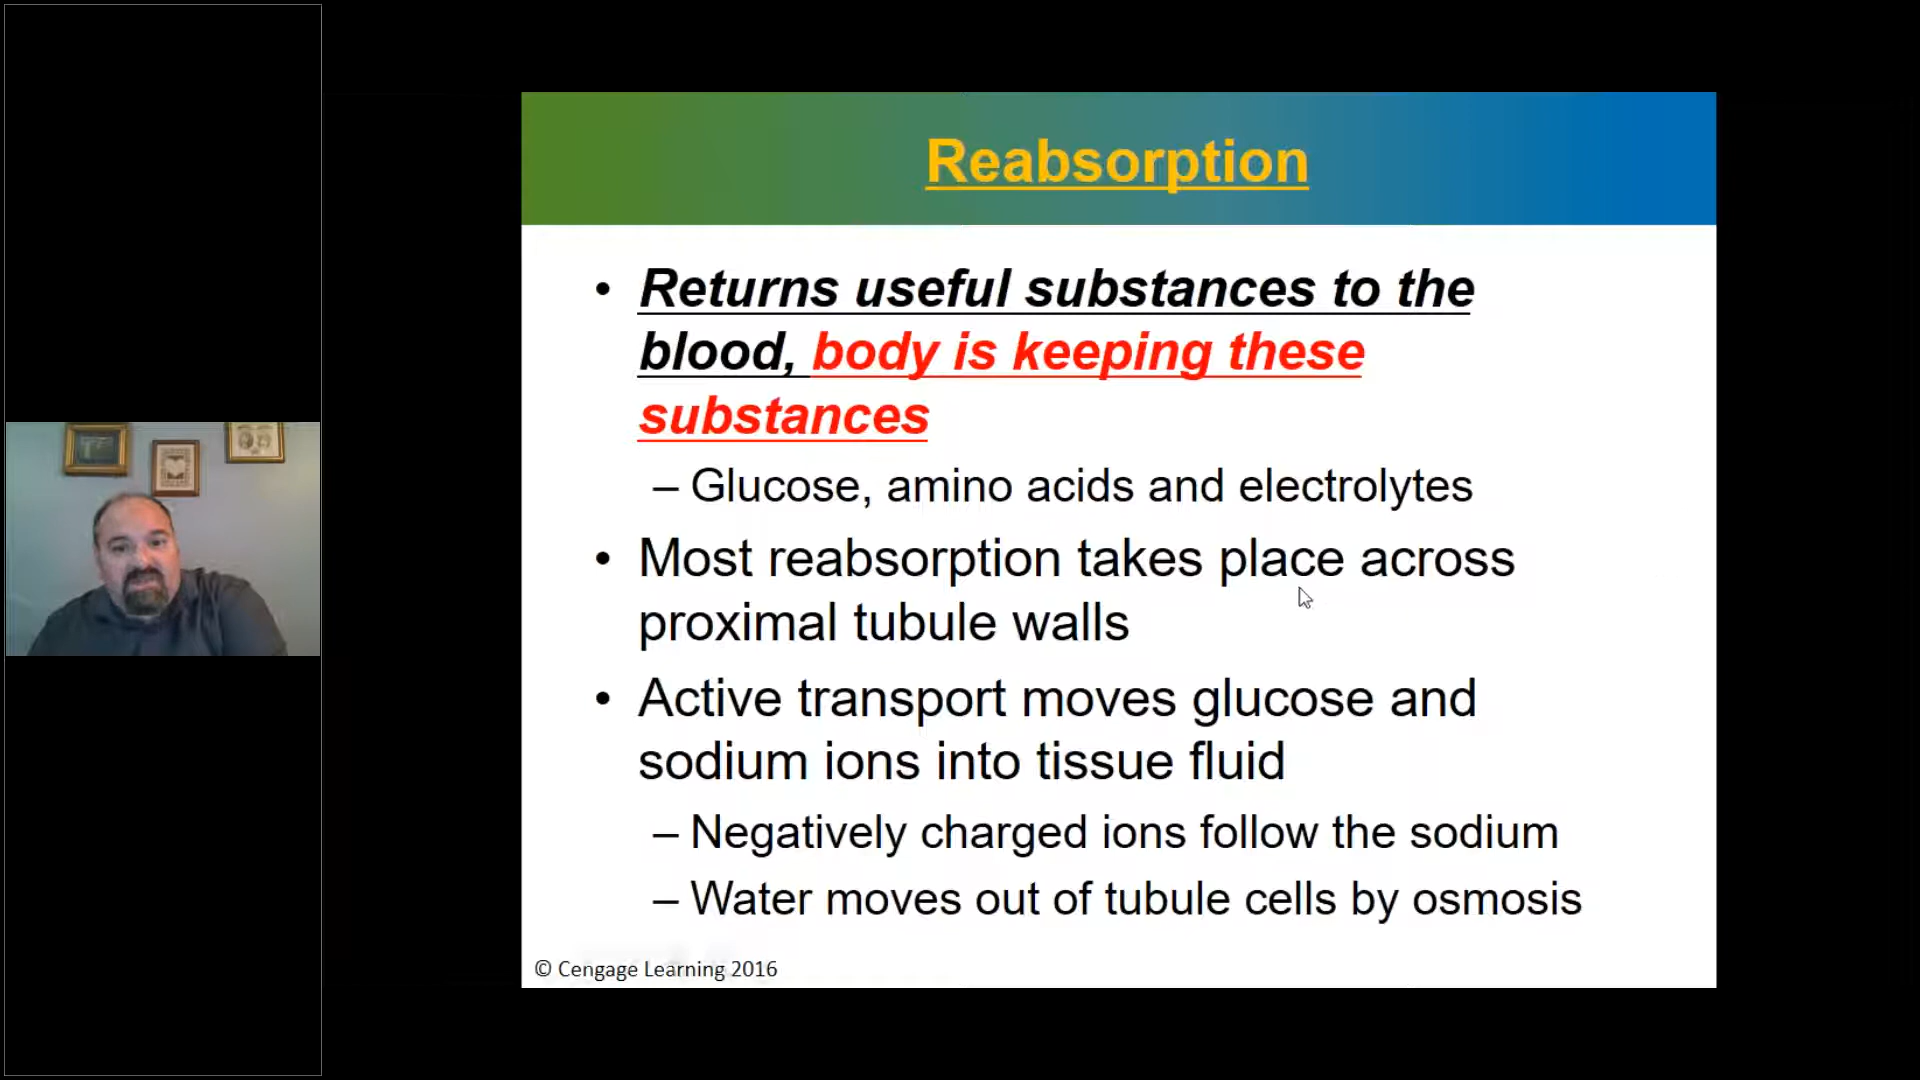 Reabsorption
• Returns useful substances to the
blood, body is keeping these
substances
– Glucose, amino acids and electrolytes
• Most reabsorption takes place across
proximal tubule walls
• Active transport moves glucose and
sodium ions into tissue fluid
– Negatively charged ions follow the sodium
– Water moves out of tubule cells by osmosis
© Cengage Learning 2016